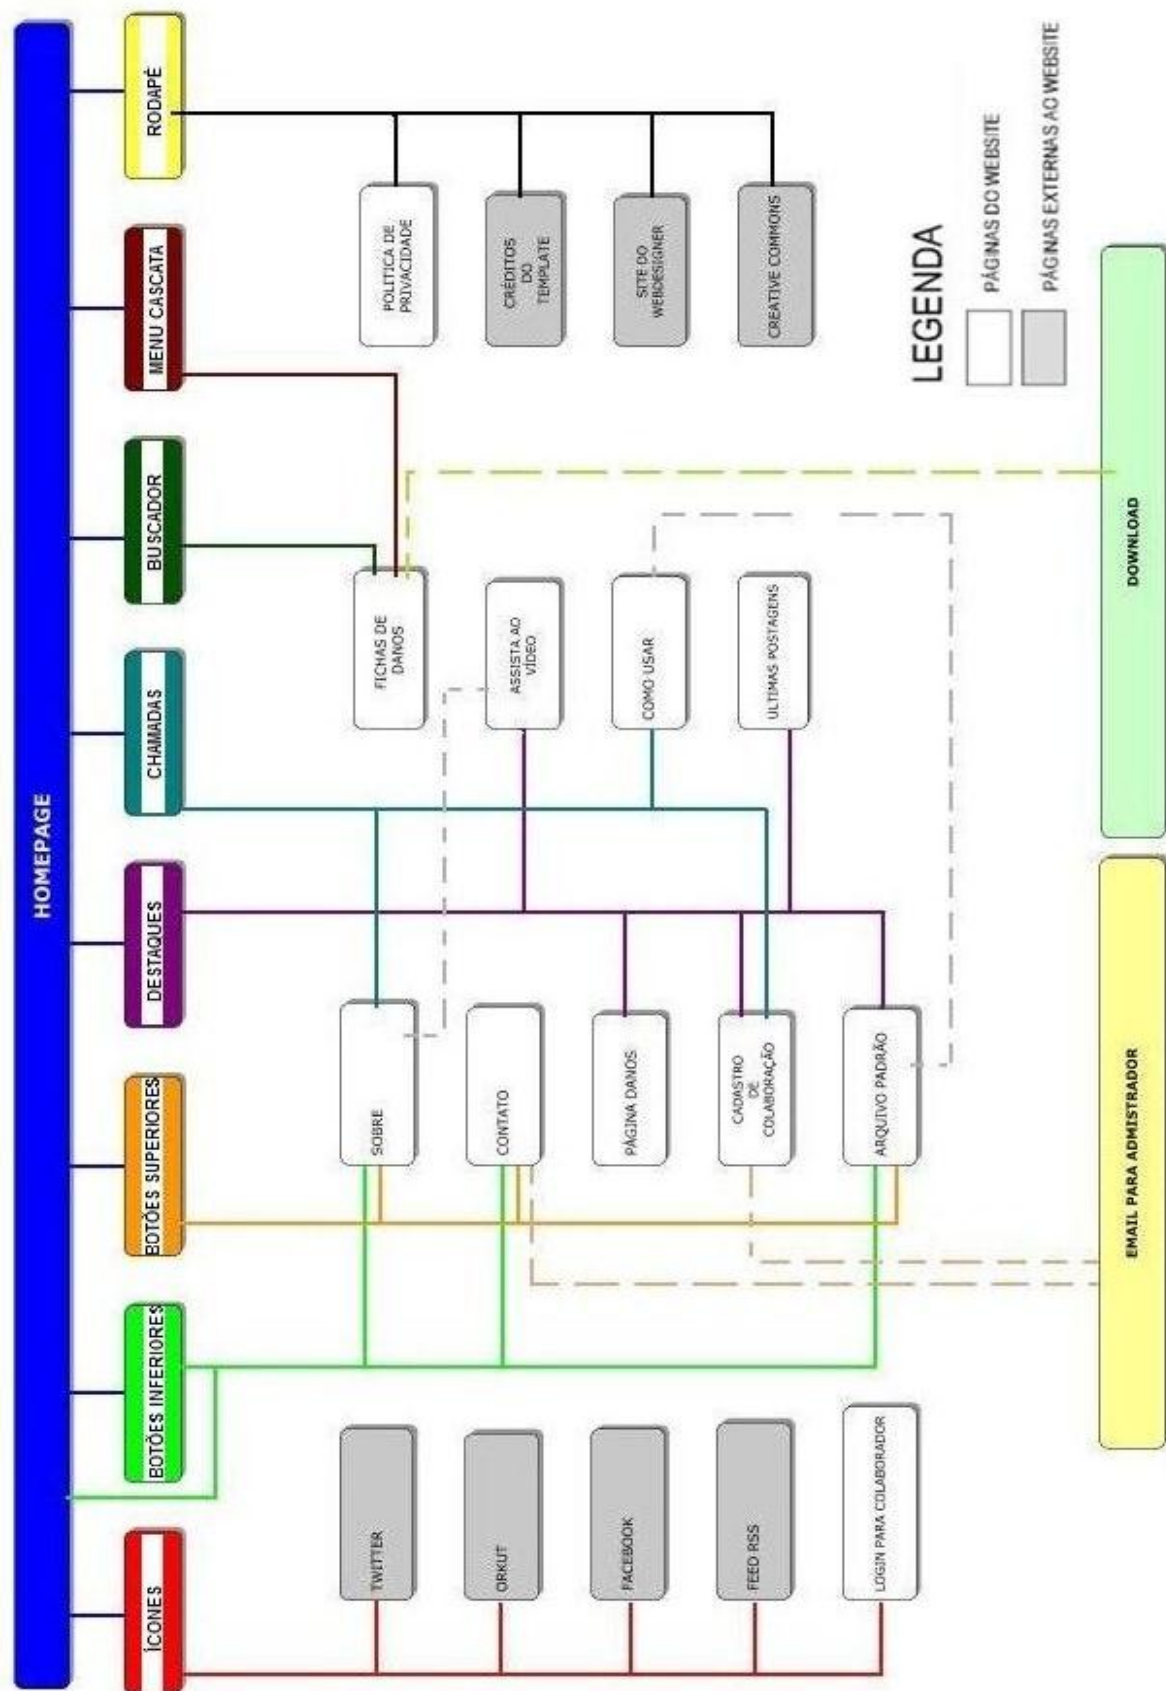 HOMEPAGE
ÍCONES
BOTÕES INFERIORES
BOTÕES SUPERIORES
DESTAQUES
CHAMADAS
BUSCADOR
MENU CASCATA
RODAPÉ
TWITTER
ORKUT
FACEBOOK
FEED RSS
LOGIN PARA COLABORADOR
SOBRE
CONTATO
PÁGINA DANOS
CADASTRO
DE
COLABORAÇÃO
ARQUIVO PADRÃO
FICHAS DE
DANOS
ASSISTA AO
VÍDEO
COMO USAR
ULTIMAS POSTAGENS
POLITICA DE
PRIVACIDADE
CRÉDITOS
DO
TEMPLATE
SITE DO
WEBDESIGNER
CREATIVE COMMONS
LEGENDA
PÁGINAS DO WEBSITE
PÁGINAS EXTERNAS AO WEBSITE
EMAIL PARA ADMISTRADOR
DOWNLOAD